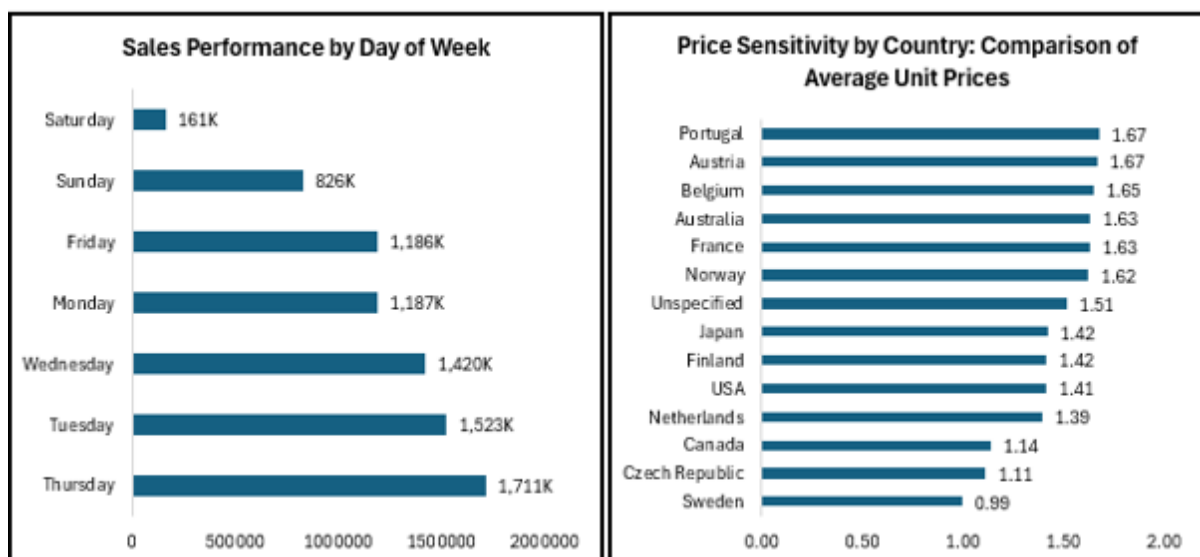 Sales Performance by Day of Week
Saturday 161K
Sunday 826K
Friday 1,186K
Monday 1,187K
Wednesday 1,420K
Tuesday 1,523K
Thursday 1,711K
0 500000 1000000 1500000 2000000
Price Sensitivity by Country: Comparison of
Average Unit Prices
Portugal 1.67
Austria 1.67
Belgium 1.65
Australia 1.63
France 1.63
Norway 1.62
Unspecified 1.51
Japan 1.42
Finland 1.42
USA 1.41
Netherlands 1.39
Canada 1.14
Czech Republic 1.11
Sweden 0.99
0.00 0.50 1.00 1.50 2.00